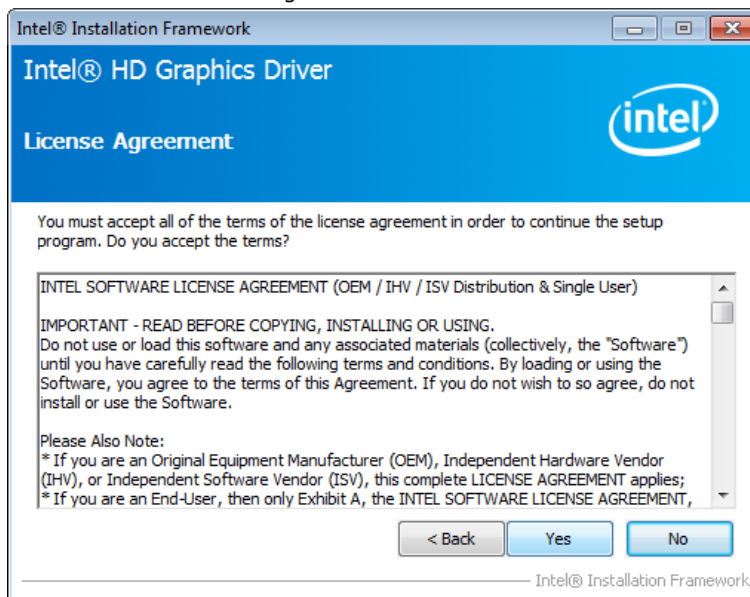 Intel® Installation Framework
Intel® HD Graphics Driver
intel
License Agreement
You must accept all of the terms of the license agreement in order to continue the setup
program. Do you accept the terms?
INTEL SOFTWARE LICENSE AGREEMENT (OEM / IHV / ISV Distribution & Single User)
IMPORTANT - READ BEFORE COPYING, INSTALLING OR USING.
Do not use or load this software and any associated materials (collectively, the "Software")
until you have carefully read the following terms and conditions. By loading or using the
Software, you agree to the terms of this Agreement. If you do not wish to so agree, do not
install or use the Software.
Please Also Note:
* If you are an Original Equipment Manufacturer (OEM), Independent Hardware Vendor
(IHV), or Independent Software Vendor (ISV), this complete LICENSE AGREEMENT applies;
* If you are an End-User, then only Exhibit A, the INTEL SOFTWARE LICENSE AGREEMENT,
< Back
Yes
No
Intel® Installation Framework